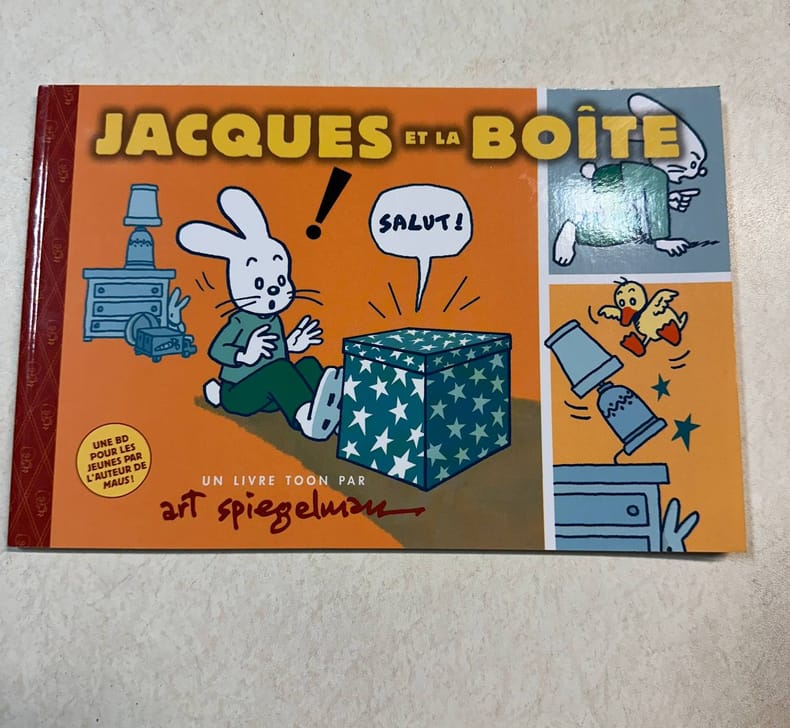 JACQUES ET LA BOÎTE
!
SALUT!
UNE BD
POUR LES
JEUNES PAR
L'AUTEUR DE
MAUS!
UN LIVRE TOON PAR
art spiegelman